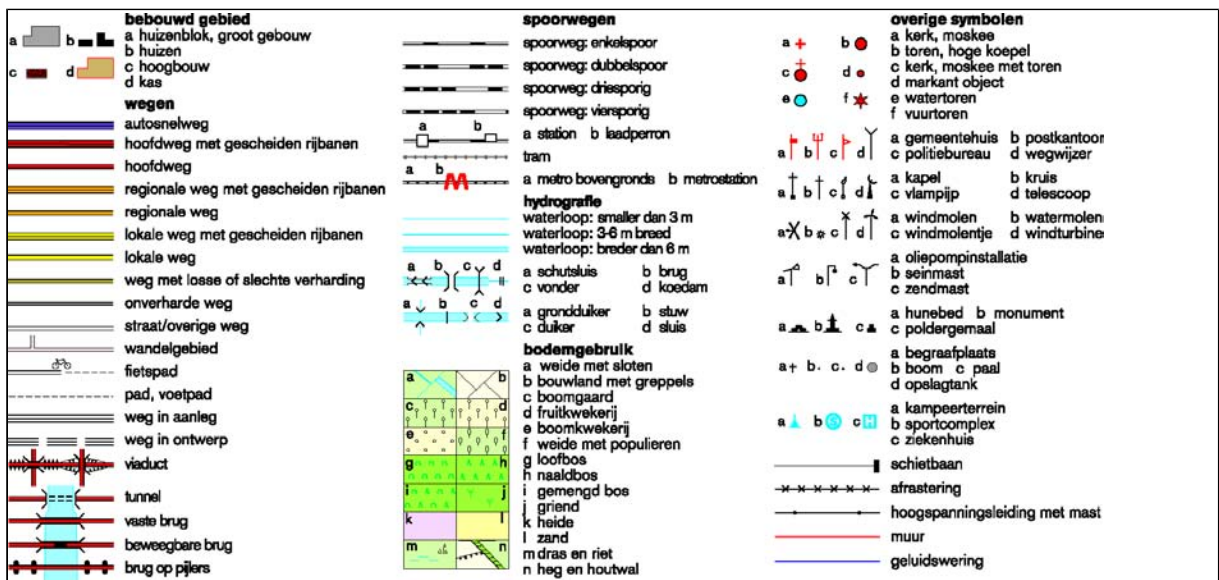 bebouwd gebied
a b a huizenblok, groot gebouw
b huizen
c d c hoogbouw
d kas
wegen
autosnelweg
hoofdweg met gescheiden rijbanen
hoofdweg
regionale weg met gescheiden rijbanen
regionale weg
lokale weg met gescheiden rijbanen
lokale weg
weg met losse of slechte verharding
onverharde weg
straat/overige weg
wandelgebied
fietspad
pad, voetpad
weg in aanleg
weg in ontwerp
viaduct
tunnel
vaste brug
beweegbare brug
brug op pijlers
spoorwegen
spoorweg: enkelspoor
spoorweg: dubbelspoor
spoorweg: driesporig
spoorweg: viersporig
a b
a station b laadperron
tram
a b M
a metro bovengronds b metrostation
hydrografie
waterloop: smaller dan 3 m
waterloop: 3-6 m breed
waterloop: breder dan 6 m
a b c d
a schutsluis b brug
c vonder d koedam
a b c d
a grondduiker b stuw
c duiker d sluis
bodemgebruik
a b a weide met sloten
b bouwland met greppels
c d c boomgaard
d fruitkwekerij
e f e boomkwekerij
f weide met populieren
g h g loofbos
h naaldbos
i j i gemengd bos
j griend
k l k heide
l zand
m n m dras en riet
n heg en houtwal
overige symbolen
a b a kerk, moskee
b toren, hoge koepel
c d c kerk, moskee met toren
d markant object
e f e watertoren
f vuurtoren
a b c d
a gemeentehuis b postkantoor
c politiebureau d wegwijzer
a b c d
a kapel b kruis
c vlampijp d telescoop
a b c d
a windmolen b watermolen
c windmolentje d windturbine
a b c
a oliepompinstallatie
b seinmast
c zendmast
a b c
a hunebed b monument
c poldergemaal
a b c d
a begraafplaats
b boom c paal
d opslagtank
a b S c H
a kampeerterrein
b sportcomplex
c ziekenhuis
schietbaan
afrastering
hoogspanningsleiding met mast
muur
geluidswering